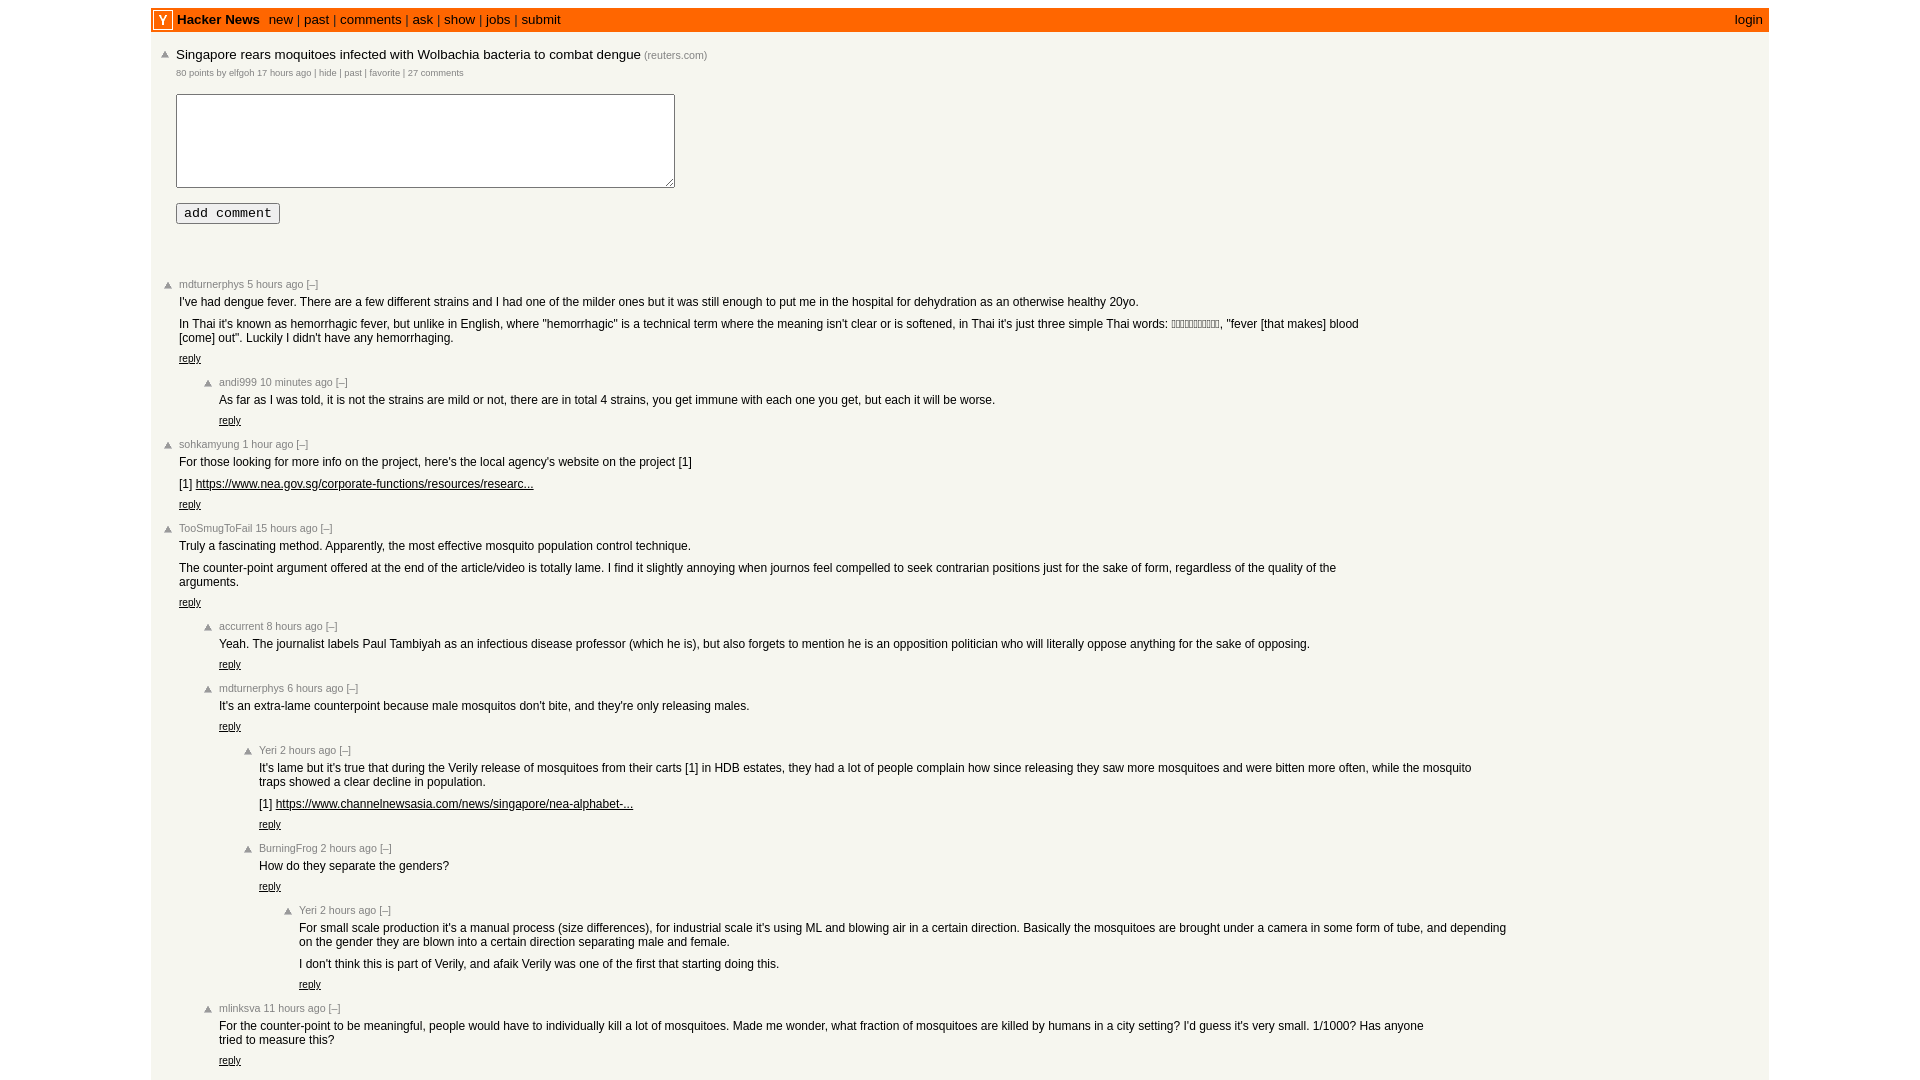 Y Hacker News new | past | comments | ask | show | jobs | submit login
Singapore rears moquitoes infected with Wolbachia bacteria to combat dengue (reuters.com)
80 points by elfgoh 17 hours ago | hide | past | favorite | 27 comments
add comment
mdturnerphys 5 hours ago [–]
I've had dengue fever. There are a few different strains and I had one of the milder ones but it was still enough to put me in the hospital for dehydration as an otherwise healthy 20yo.
In Thai it's known as hemorrhagic fever, but unlike in English, where "hemorrhagic" is a technical term where the meaning isn't clear or is softened, in Thai it's just three simple Thai words: , "fever [that makes] blood
[come] out". Luckily I didn't have any hemorrhaging.
reply
andi999 10 minutes ago [–]
As far as I was told, it is not the strains are mild or not, there are in total 4 strains, you get immune with each one you get, but each it will be worse.
reply
sohkamyung 1 hour ago [–]
For those looking for more info on the project, here's the local agency's website on the project [1]
[1] https://www.nea.gov.sg/corporate-functions/resources/researc...
reply
TooSmugToFail 15 hours ago [–]
Truly a fascinating method. Apparently, the most effective mosquito population control technique.
The counter-point argument offered at the end of the article/video is totally lame. I find it slightly annoying when journos feel compelled to seek contrarian positions just for the sake of form, regardless of the quality of the
arguments.
reply
accurrent 8 hours ago [–]
Yeah. The journalist labels Paul Tambiyah as an infectious disease professor (which he is), but also forgets to mention he is an opposition politician who will literally oppose anything for the sake of opposing.
reply
mdturnerphys 6 hours ago [–]
It's an extra-lame counterpoint because male mosquitos don't bite, and they're only releasing males.
reply
Yeri 2 hours ago [–]
It's lame but it's true that during the Verily release of mosquitoes from their carts [1] in HDB estates, they had a lot of people complain how since releasing they saw more mosquitoes and were bitten more often, while the mosquito
traps showed a clear decline in population.
[1] https://www.channelnewsasia.com/news/singapore/nea-alphabet-...
reply
BurningFrog 2 hours ago [–]
How do they separate the genders?
reply
Yeri 2 hours ago [–]
For small scale production it's a manual process (size differences), for industrial scale it's using ML and blowing air in a certain direction. Basically the mosquitoes are brought under a camera in some form of tube, and depending
on the gender they are blown into a certain direction separating male and female.
I don't think this is part of Verily, and afaik Verily was one of the first that starting doing this.
reply
mlinksva 11 hours ago [–]
For the counter-point to be meaningful, people would have to individually kill a lot of mosquitoes. Made me wonder, what fraction of mosquitoes are killed by humans in a city setting? I'd guess it's very small. 1/1000? Has anyone
tried to measure this?
reply